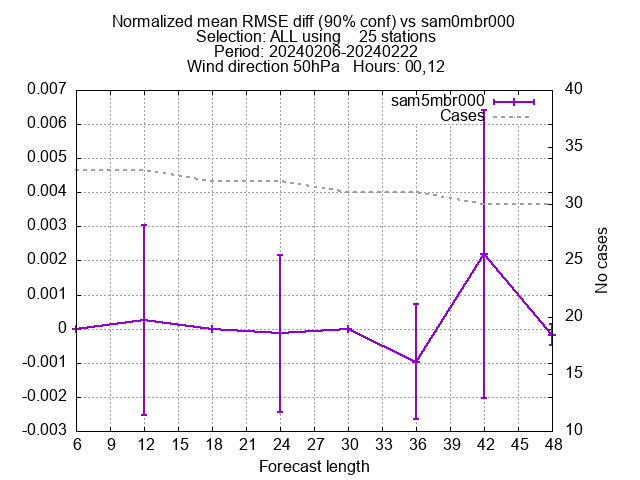 Normalized mean RMSE diff (90% conf) vs sam0mbr000
Selection: ALL using    25 stations
Period: 20240206-20240222
Wind direction 50hPa   Hours: 00,12
sam5mbr000
Cases
0.007
0.006
0.005
0.004
0.003
0.002
0.001
0
-0.001
-0.002
-0.003
40
35
30
25
20
15
10
No cases
6 9 12 15 18 21 24 27 30 33 36 39 42 45 48
Forecast length